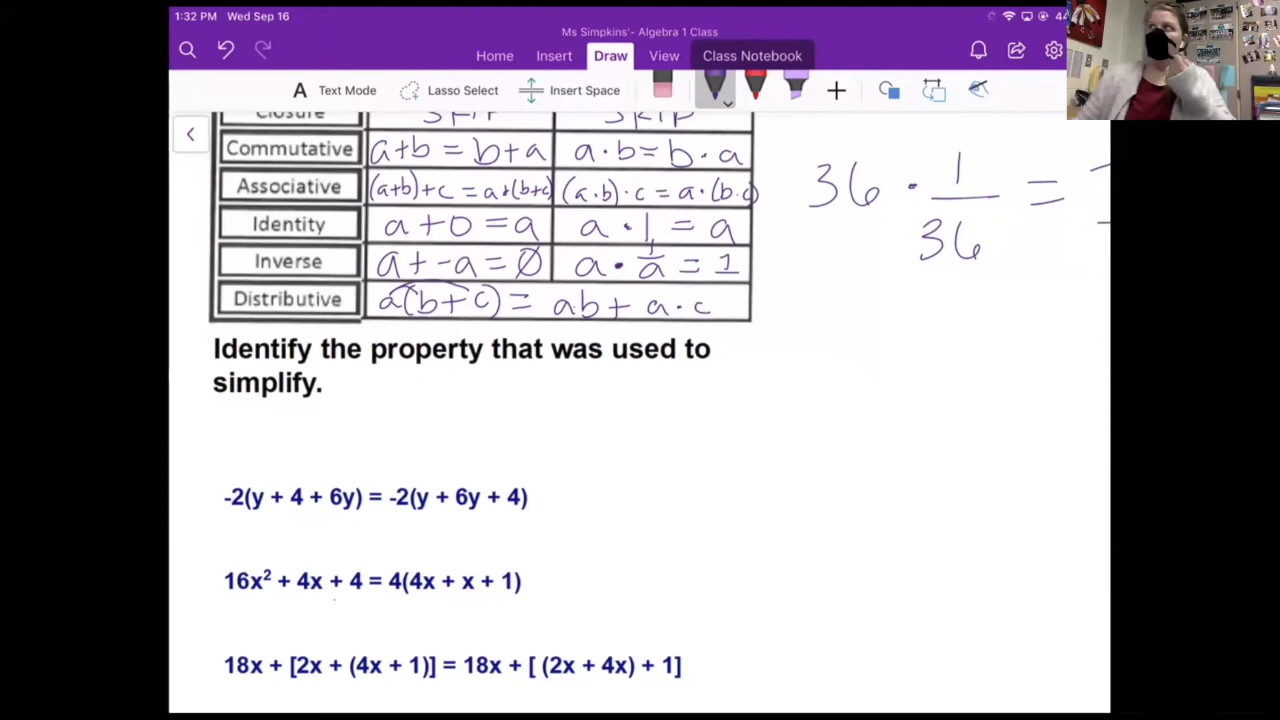 1:32 PM Wed Sep 16
Ms Simpkins'- Algebra 1 Class
Home Insert Draw View Class Notebook
Text Mode Lasso Select Insert Space
Closure SKIP SKIP
Commutative a+b=b+a a·b=b·a
Associative (a+b)+c=a+(b+c) (a·b)·c=a·(b·c)
Identity a+0=a a·1=a
Inverse a+-a=0 a·1/a=1
Distributive a(b+c)=ab+a·c
36·1/36=
Identify the property that was used to
simplify.
-2(y + 4 + 6y) = -2(y + 6y + 4)
16x² + 4x + 4 = 4(4x + x + 1)
18x + [2x + (4x + 1)] = 18x + [ (2x + 4x) + 1]